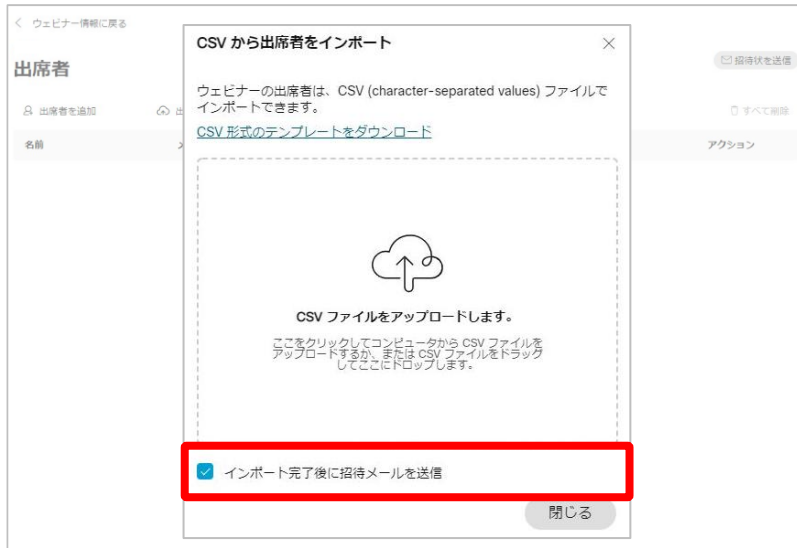 ウェビナー情報に戻る
出席者
招待状を送信
出席者を追加
出
すべて削除
名前
アクション
CSV から出席者をインポート
ウェビナーの出席者は、CSV (character-separated values) ファイルで
インポートできます。
CSV 形式のテンプレートをダウンロード
CSV ファイルをアップロードします。
ここをクリックしてコンピュータから CSV ファイルを
アップロードするか、または CSV ファイルをドラッグ
してここにドロップします。
インポート完了後に招待メールを送信
閉じる